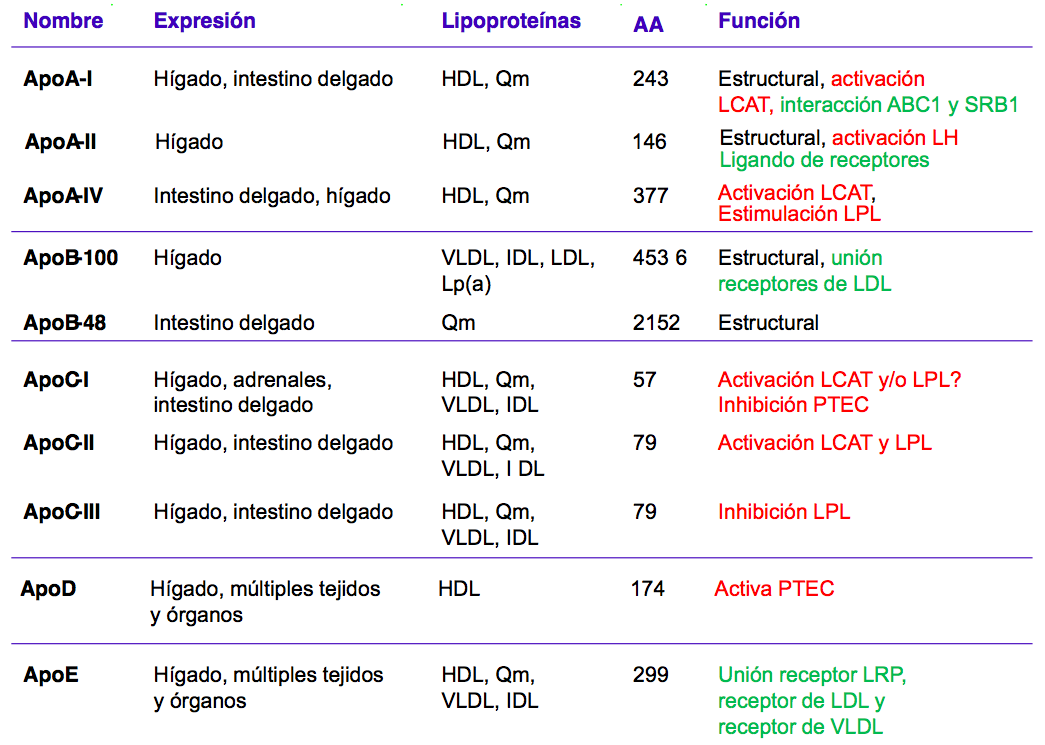 Nombre Expresión Lipoproteínas AA Función
ApoA-I Hígado, intestino delgado HDL, Qm 243 Estructural, activación
LCAT, interacción ABC1 y SRB1
ApoA-II Hígado HDL, Qm 146 Estructural, activación LH
Ligando de receptores
ApoA-IV Intestino delgado, hígado HDL, Qm 377 Activación LCAT,
Estimulación LPL
ApoB-100 Hígado VLDL, IDL, LDL, 453 6 Estructural, unión
Lp(a) receptores de LDL
ApoB-48 Intestino delgado Qm 2152 Estructural
ApoC-I Hígado, adrenales, HDL, Qm, 57 Activación LCAT y/o LPL?
intestino delgado VLDL, IDL Inhibición PTEC
ApoC-II Hígado, intestino delgado HDL, Qm, 79 Activación LCAT y LPL
VLDL, I DL
ApoC-III Hígado, intestino delgado HDL, Qm, 79 Inhibición LPL
VLDL, IDL
ApoD Hígado, múltiples tejidos HDL 174 Activa PTEC
y órganos
ApoE Hígado, múltiples tejidos HDL, Qm, 299 Unión receptor LRP,
y órganos VLDL, IDL receptor de LDL y
receptor de VLDL